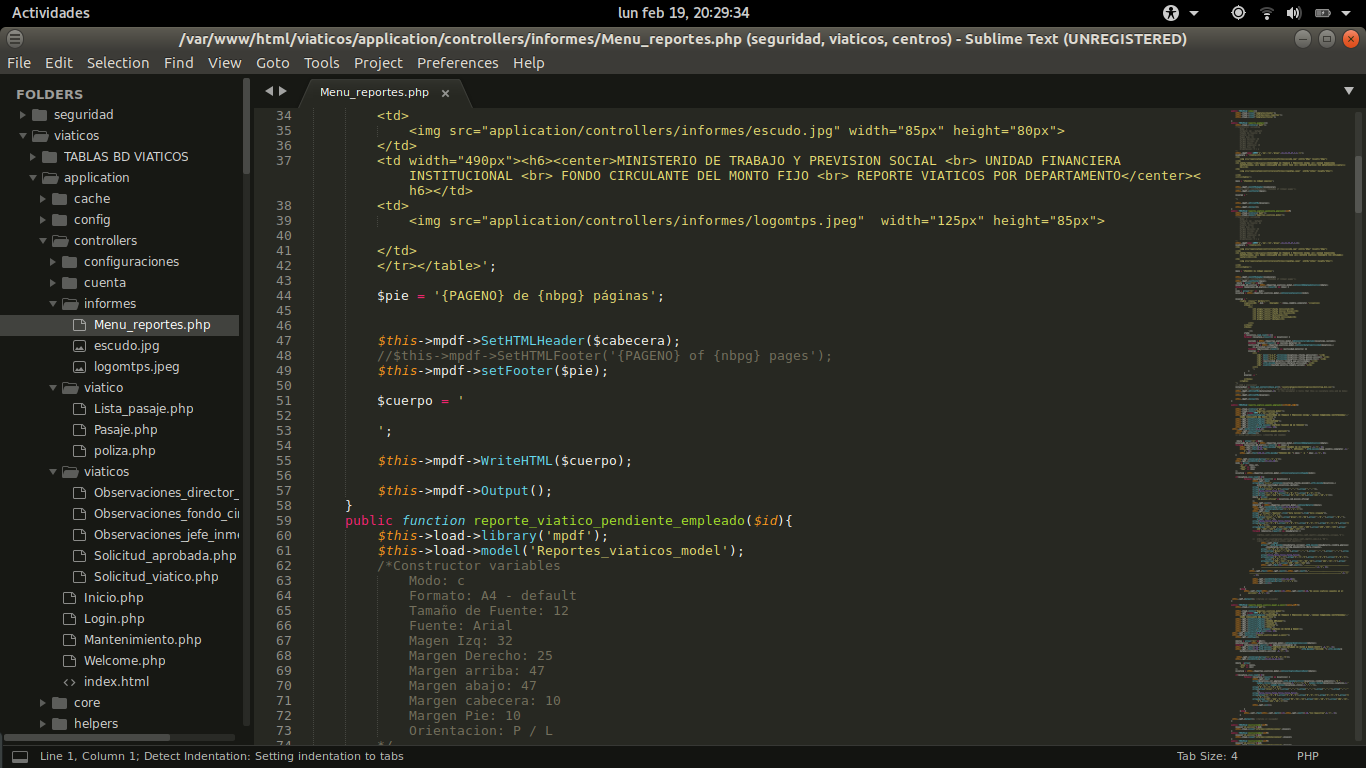 Actividades
lun feb 19, 20:29:34
/var/www/html/viaticos/application/controllers/informes/Menu_reportes.php (seguridad, viaticos, centros) - Sublime Text (UNREGISTERED)
File Edit Selection Find View Goto Tools Project Preferences Help
FOLDERS
seguridad
viaticos
TABLAS BD VIATICOS
application
cache
config
controllers
configuraciones
cuenta
informes
Menu_reportes.php
escudo.jpg
logomtps.jpeg
viatico
Lista_pasaje.php
Pasaje.php
poliza.php
viaticos
Observaciones_director_
Observaciones_fondo_cir
Observaciones_jefe_inme
Solicitud_aprobada.php
Solicitud_viatico.php
Inicio.php
Login.php
Mantenimiento.php
Welcome.php
index.html
core
helpers
Menu_reportes.php
34 <td>
35 <img src="application/controllers/informes/escudo.jpg" width="85px" height="80px">
36 </td>
37 <td width="490px"><h6><center>MINISTERIO DE TRABAJO Y PREVISION SOCIAL <br> UNIDAD FINANCIERA
INSTITUCIONAL <br> FONDO CIRCULANTE DEL MONTO FIJO <br> REPORTE VIATICOS POR DEPARTAMENTO</center><
h6></td>
38 <td>
39 <img src="application/controllers/informes/logomtps.jpeg"  width="125px" height="85px">
40
41 </td>
42 </tr></table>';
43
44 $pie = '{PAGENO} de {nbpg} páginas';
45
46
47 $this->mpdf->SetHTMLHeader($cabecera);
48 //$this->mpdf->SetHTMLFooter('{PAGENO} of {nbpg} pages');
49 $this->mpdf->setFooter($pie);
50
51 $cuerpo = '
52
53 ';
54
55 $this->mpdf->WriteHTML($cuerpo);
56
57 $this->mpdf->Output();
58 }
59 public function reporte_viatico_pendiente_empleado($id){
60 $this->load->library('mpdf');
61 $this->load->model('Reportes_viaticos_model');
62 /*Constructor variables
63 Modo: c
64 Formato: A4 - default
65 Tamaño de Fuente: 12
66 Fuente: Arial
67 Magen Izq: 32
68 Margen Derecho: 25
69 Margen arriba: 47
70 Margen abajo: 47
71 Margen cabecera: 10
72 Margen Pie: 10
73 Orientacion: P / L
74 */
Line 1, Column 1; Detect Indentation: Setting indentation to tabs
Tab Size: 4
PHP